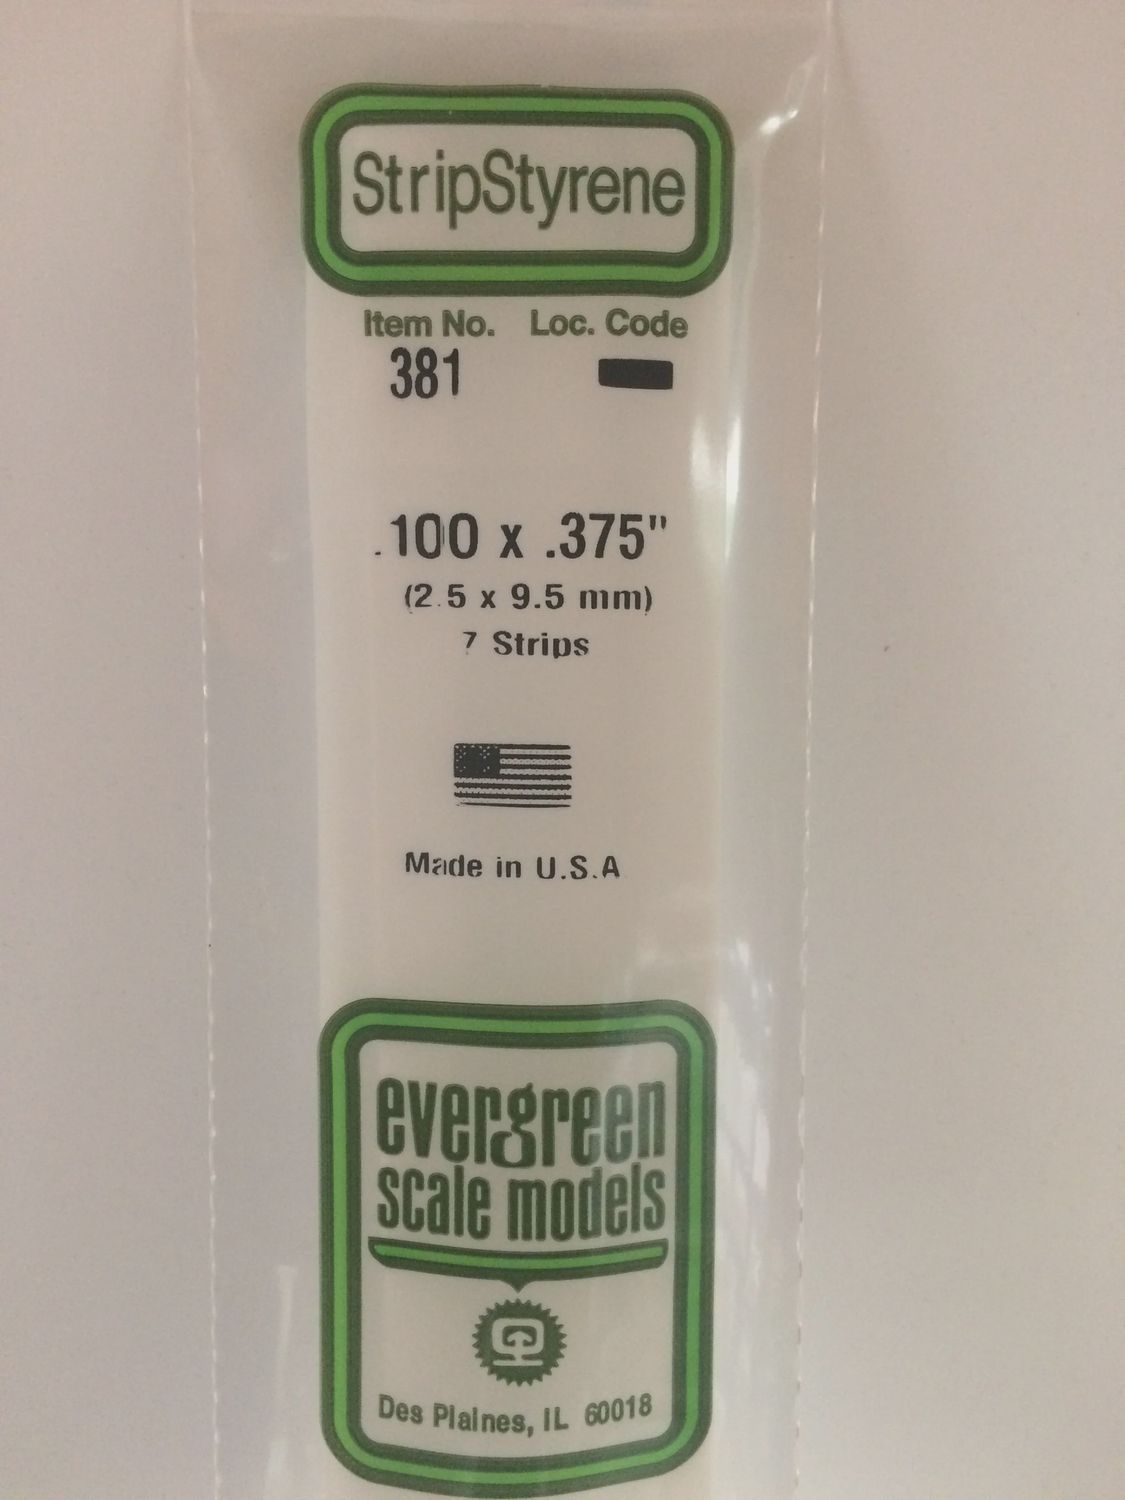 StripStyrene
Item No. Loc. Code
381
.100 x .375"
(2.5 x 9.5 mm)
7 Strips
Made in U.S.A
evergreen
scale models
Des Plaines, IL 60018